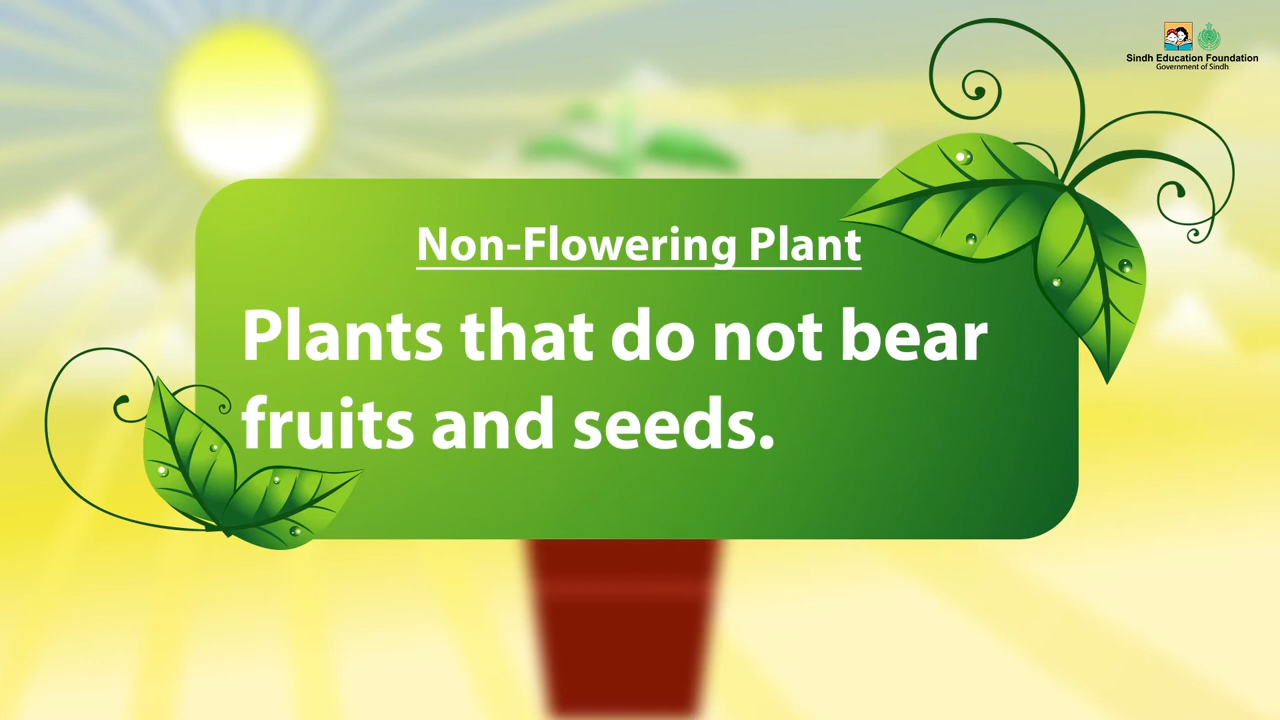 Sindh Education Foundation
Government of Sindh
Non-Flowering Plant
Plants that do not bear
fruits and seeds.